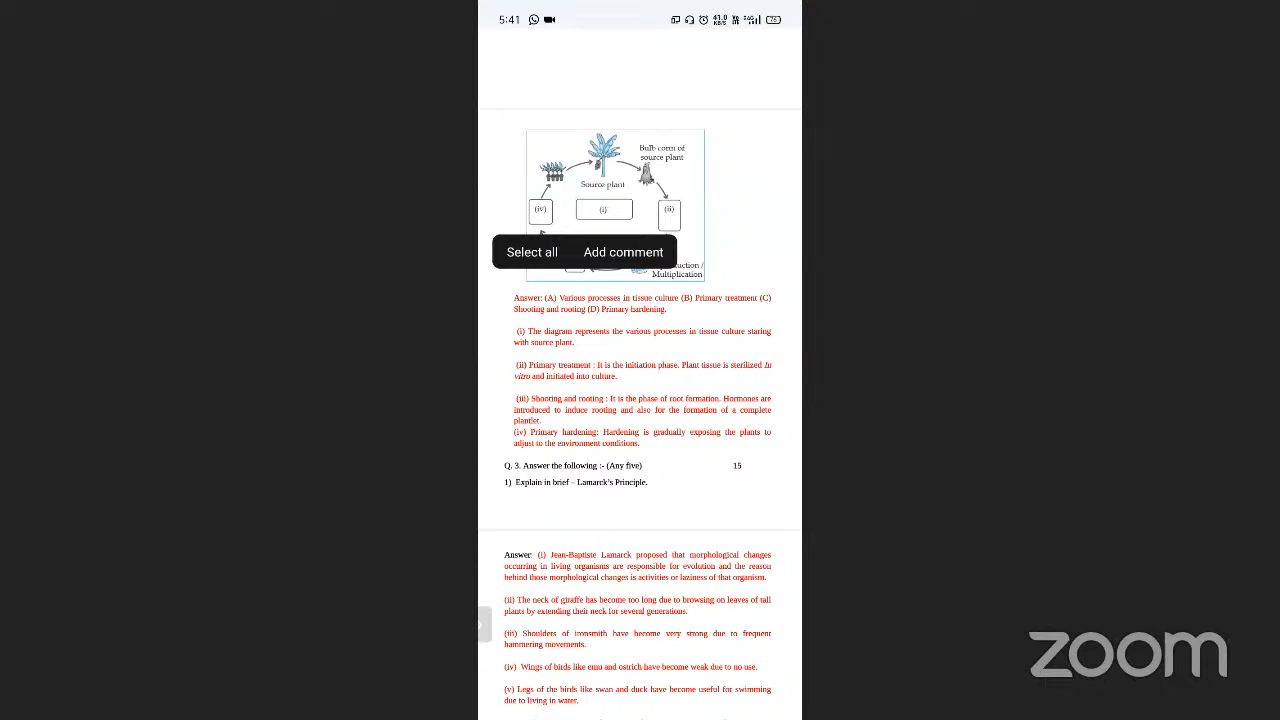 5:41
41.0
KB/S
Vo
LTE
4G
76
Bulb corm of
source plant
Source plant
(iv)
(i)
(ii)
Select all Add comment
uction /
Multiplication
Answer: (A) Various processes in tissue culture (B) Primary treatment (C)
Shooting and rooting (D) Primary hardening.
(i) The diagram represents the various processes in tissue culture staring
with source plant.
(ii) Primary treatment : It is the initiation phase. Plant tissue is sterilized In
vitro and initiated into culture.
(iii) Shooting and rooting : It is the phase of root formation. Hormones are
introduced to induce rooting and also for the formation of a complete
plantlet.
(iv) Primary hardening: Hardening is gradually exposing the plants to
adjust to the environment conditions.
Q. 3. Answer the following :- (Any five) 15
1) Explain in brief – Lamarck's Principle.
Answer: (i) Jean-Baptiste Lamarck proposed that morphological changes
occurring in living organisms are responsible for evolution and the reason
behind those morphological changes is activities or laziness of that organism.
(ii) The neck of giraffe has become too long due to browsing on leaves of tall
plants by extending their neck for several generations.
(iii) Shoulders of ironsmith have become very strong due to frequent
hammering movements.
(iv) Wings of birds like emu and ostrich have become weak due to no use.
(v) Legs of the birds like swan and duck have become useful for swimming
due to living in water.
zoom